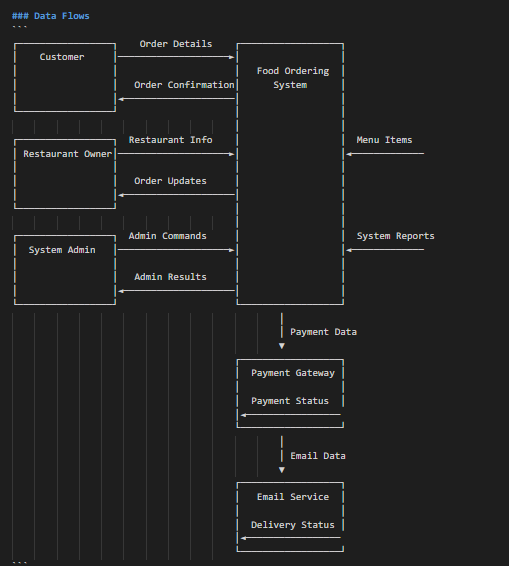 ### Data Flows
```
Order Details
Customer
Food Ordering
System
Order Confirmation
Restaurant Info
Menu Items
Restaurant Owner
Order Updates
Admin Commands
System Reports
System Admin
Admin Results
Payment Data
Payment Gateway
Payment Status
Email Data
Email Service
Delivery Status
```